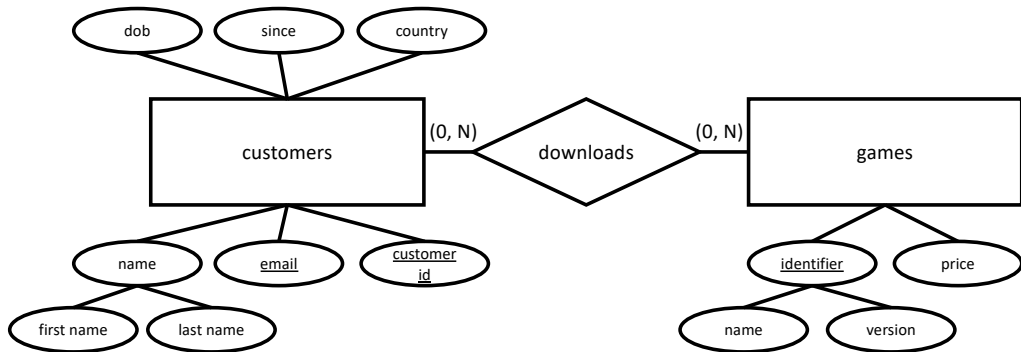 dob
since
country
customers
(0, N)
downloads
(0, N)
games
name
email
customer
id
identifier
price
first name
last name
name
version